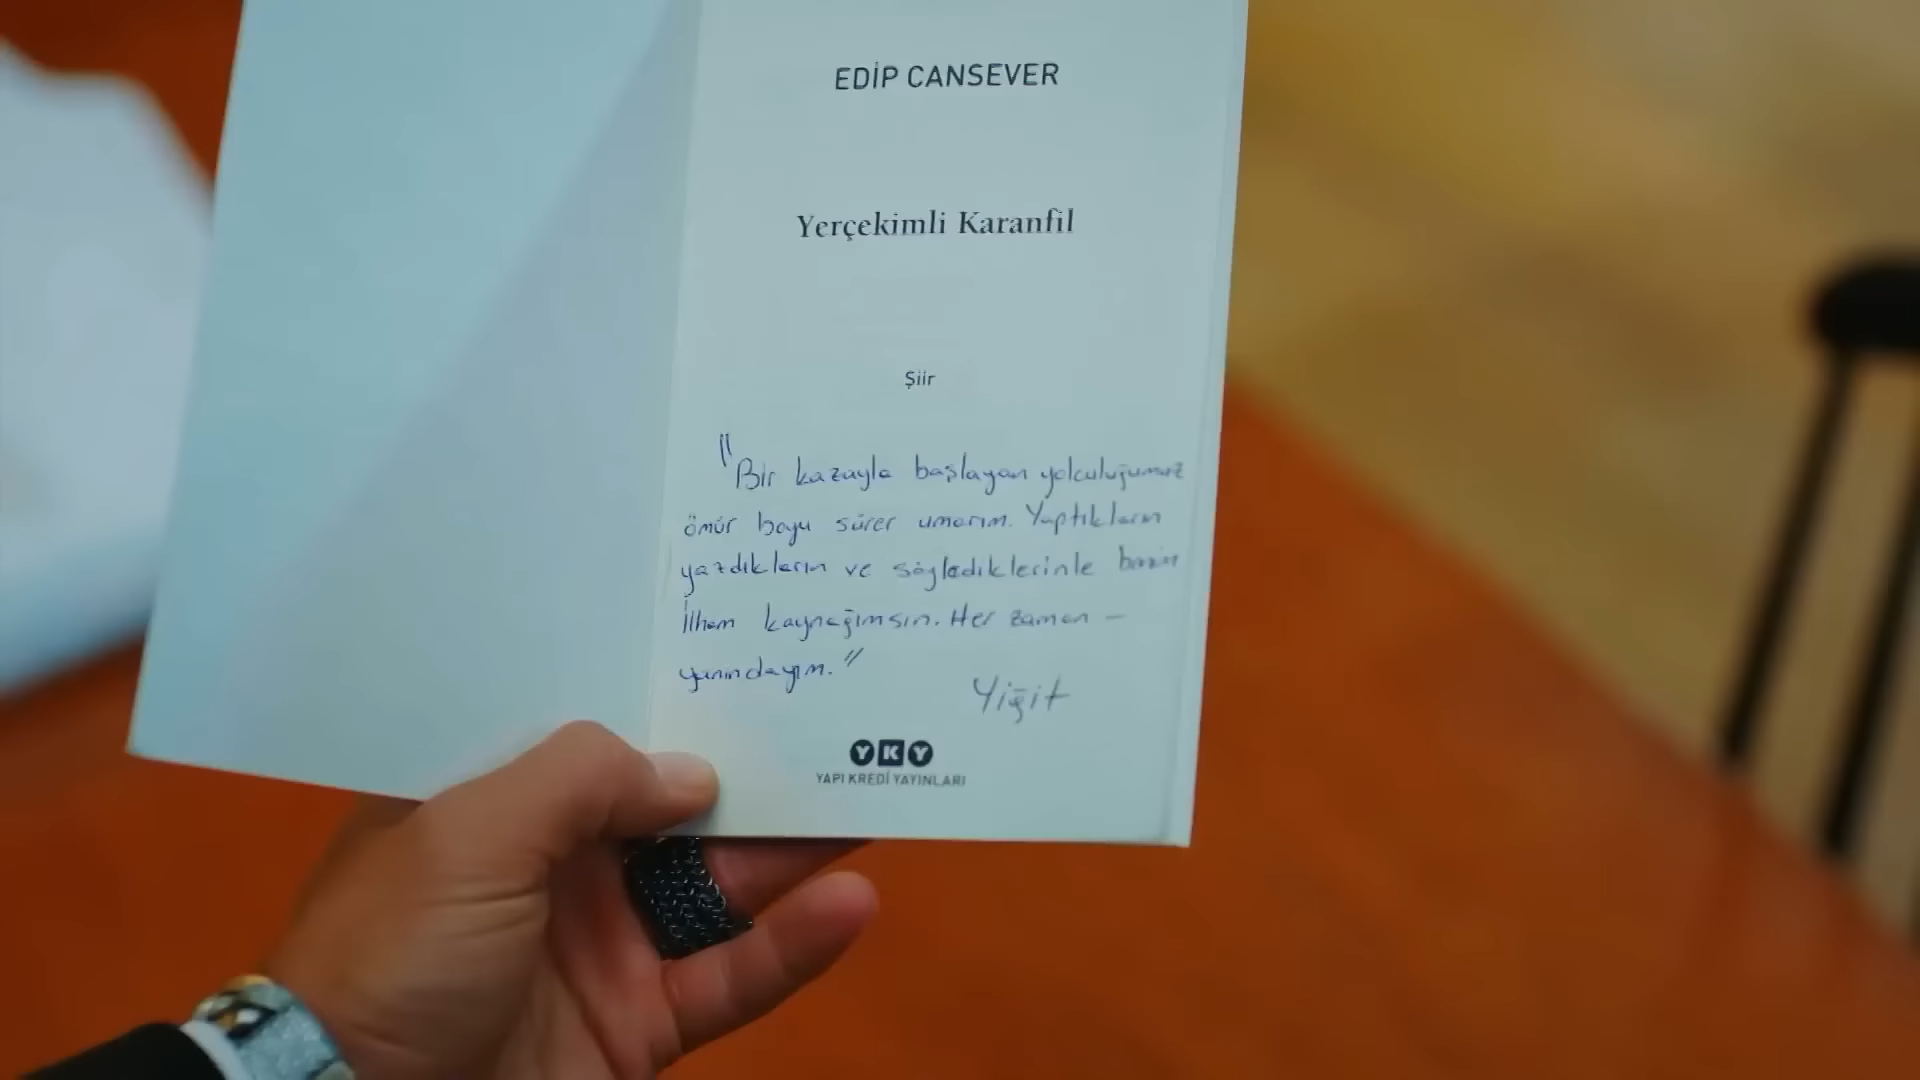 EDİP CANSEVER
Yerçekimli Karanfil
Şiir
"Bir kazayla başlayan yolculuğumuz
ömür boyu sürer umarım. Yaptıkların
yazdıkların ve söylediklerinle benim
İlham kaynağımsın. Her zaman –
yanındayım."
Yiğit
YKY
YAPI KREDİ YAYINLARI